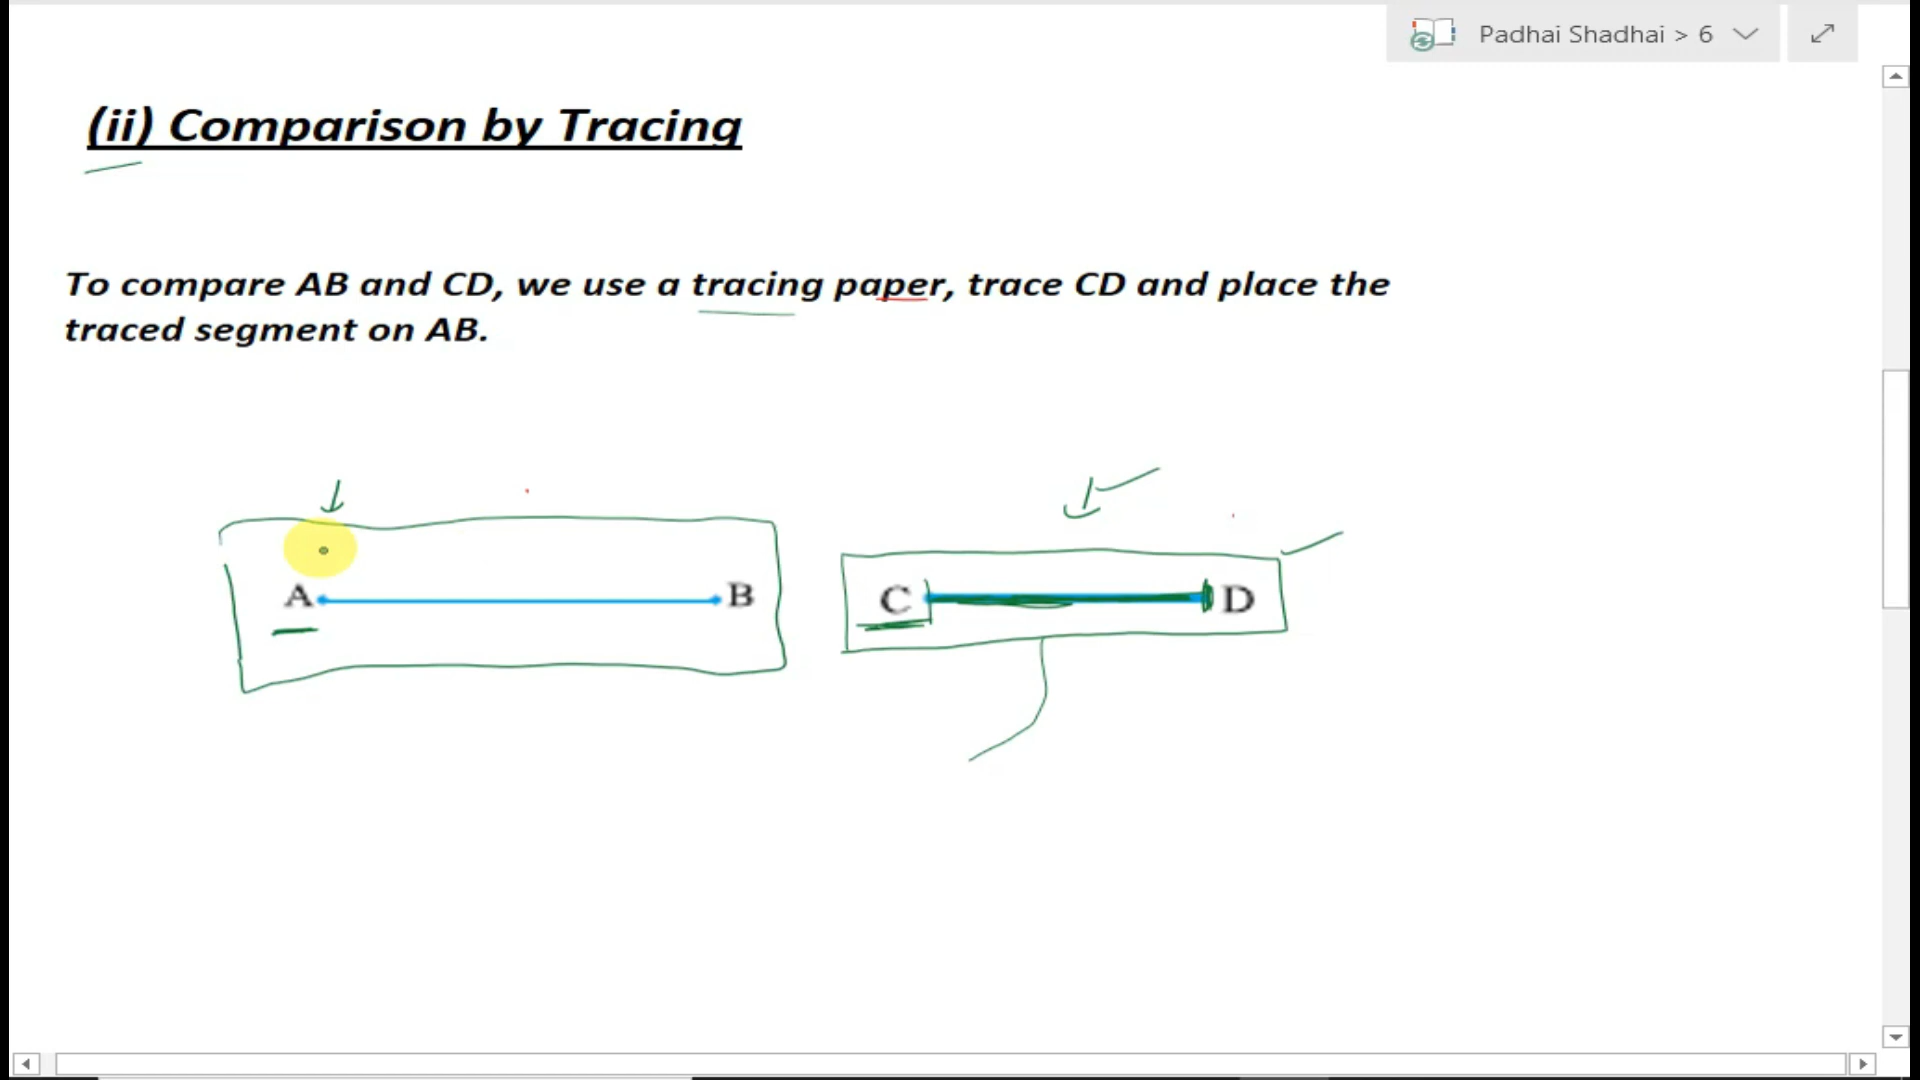 Padhai Shadhai > 6
(ii) Comparison by Tracing
To compare AB and CD, we use a tracing paper, trace CD and place the
traced segment on AB.
A B C D